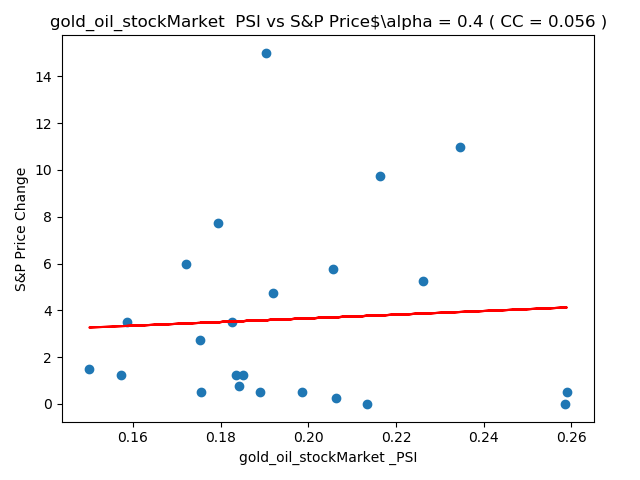 gold_oil_stockMarket  PSI vs S&P Price$\alpha = 0.4 ( CC = 0.056 )
14
12
10
8
6
4
2
0
S&P Price Change
0.16 0.18 0.20 0.22 0.24 0.26
gold_oil_stockMarket _PSI